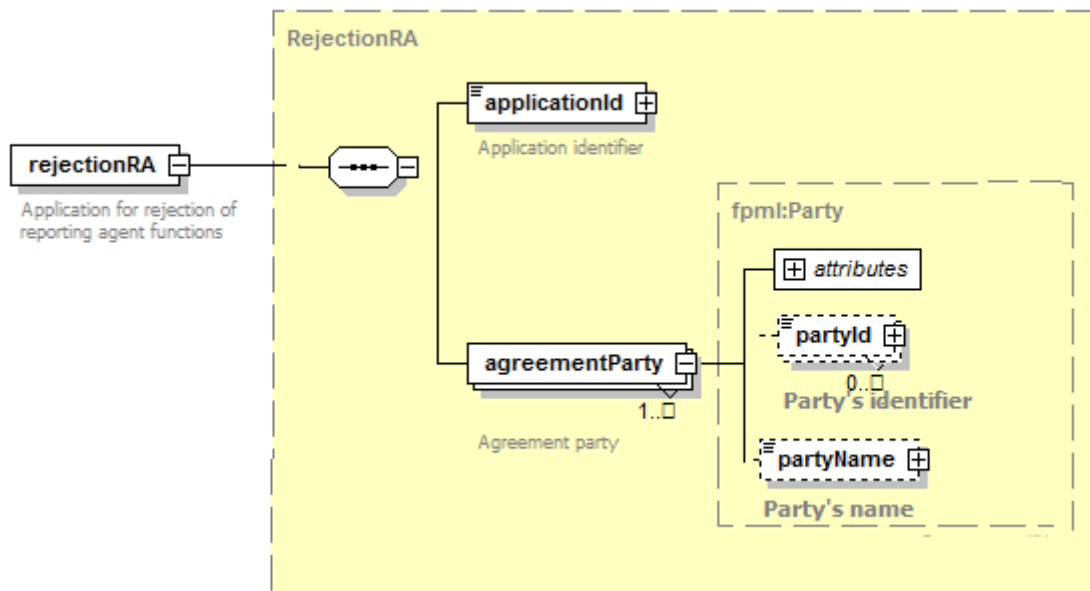 RejectionRA
applicationId
Application identifier
rejectionRA
Application for rejection of
reporting agent functions
fpml:Party
attributes
partyId
0..□
Party's identifier
agreementParty
1..□
Agreement party
partyName
Party's name